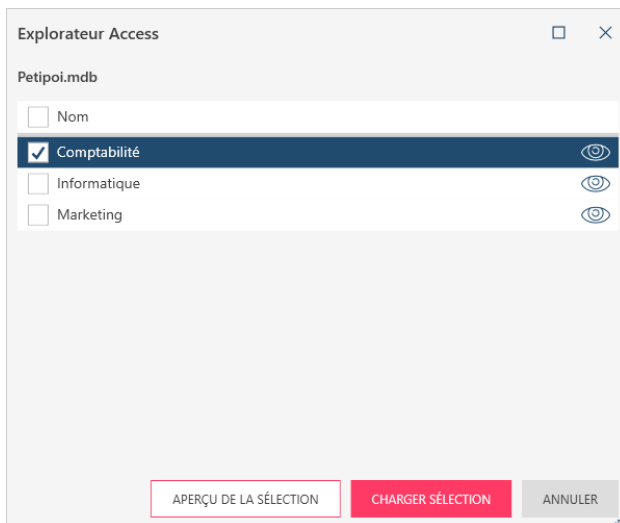 Explorateur Access
Petipoi.mdb
Nom
Comptabilité
Informatique
Marketing
APERÇU DE LA SÉLECTION CHARGER SÉLECTION ANNULER